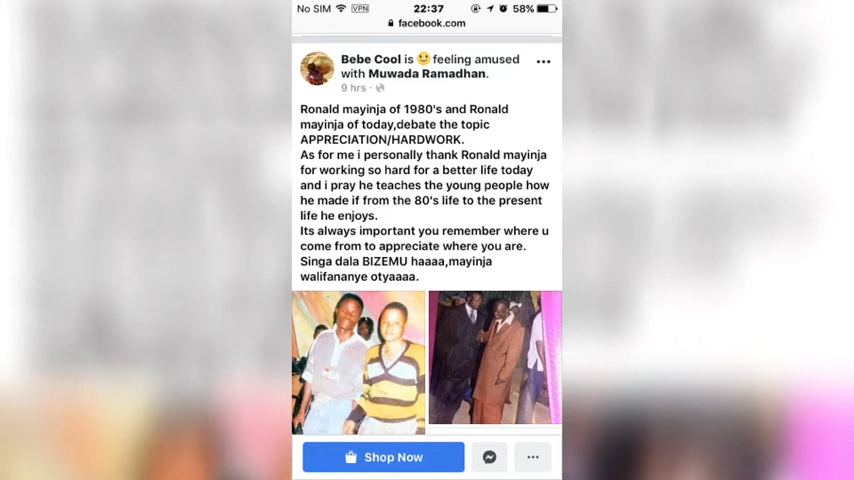 No SIM VPN 22:37 58%
facebook.com
Bebe Cool is 🙂 feeling amused
with Muwada Ramadhan.
9 hrs ·
Ronald mayinja of 1980's and Ronald
mayinja of today,debate the topic
APPRECIATION/HARDWORK.
As for me i personally thank Ronald mayinja
for working so hard for a better life today
and i pray he teaches the young people how
he made if from the 80's life to the present
life he enjoys.
Its always important you remember where u
come from to appreciate where you are.
Singa dala BIZEMU haaaa,mayinja
walifananye otyaaaa.
Shop Now